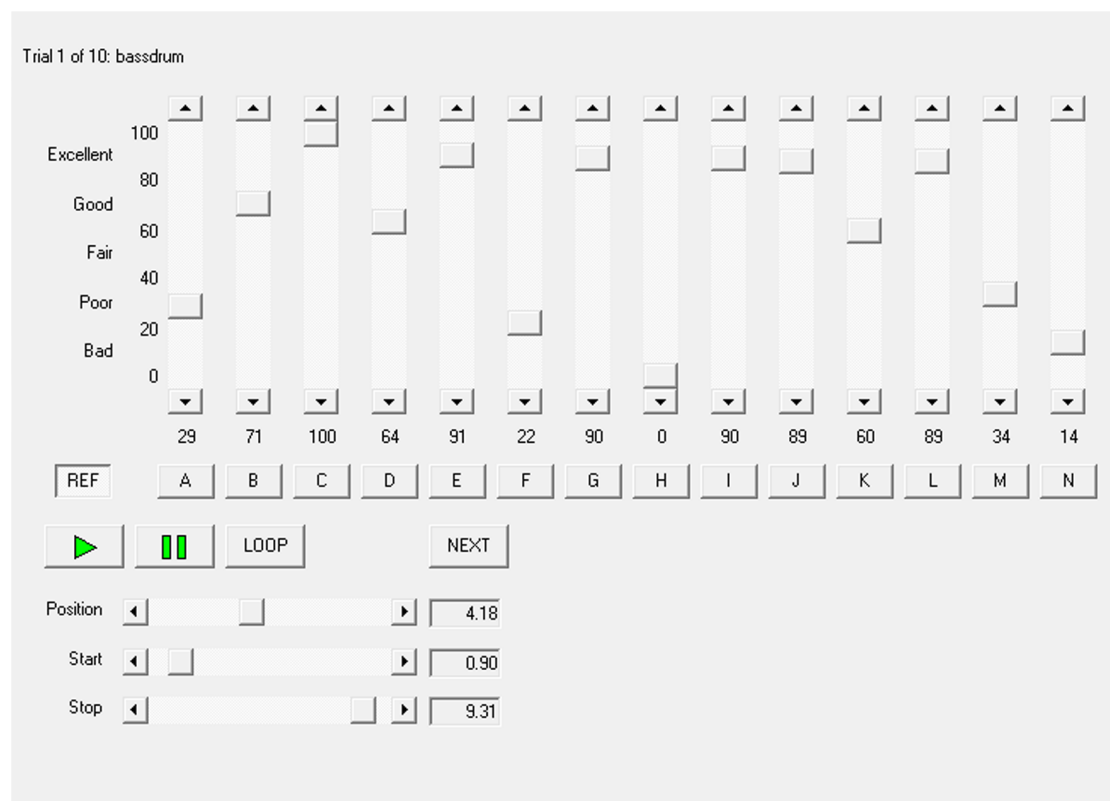 Trial 1 of 10: bassdrum
100
Excellent
80
Good
60
Fair
40
Poor
20
Bad
0
29 71 100 64 91 22 90 0 90 89 60 89 34 14
REF A B C D E F G H I J K L M N
LOOP NEXT
Position 4.18
Start 0.90
Stop 9.31